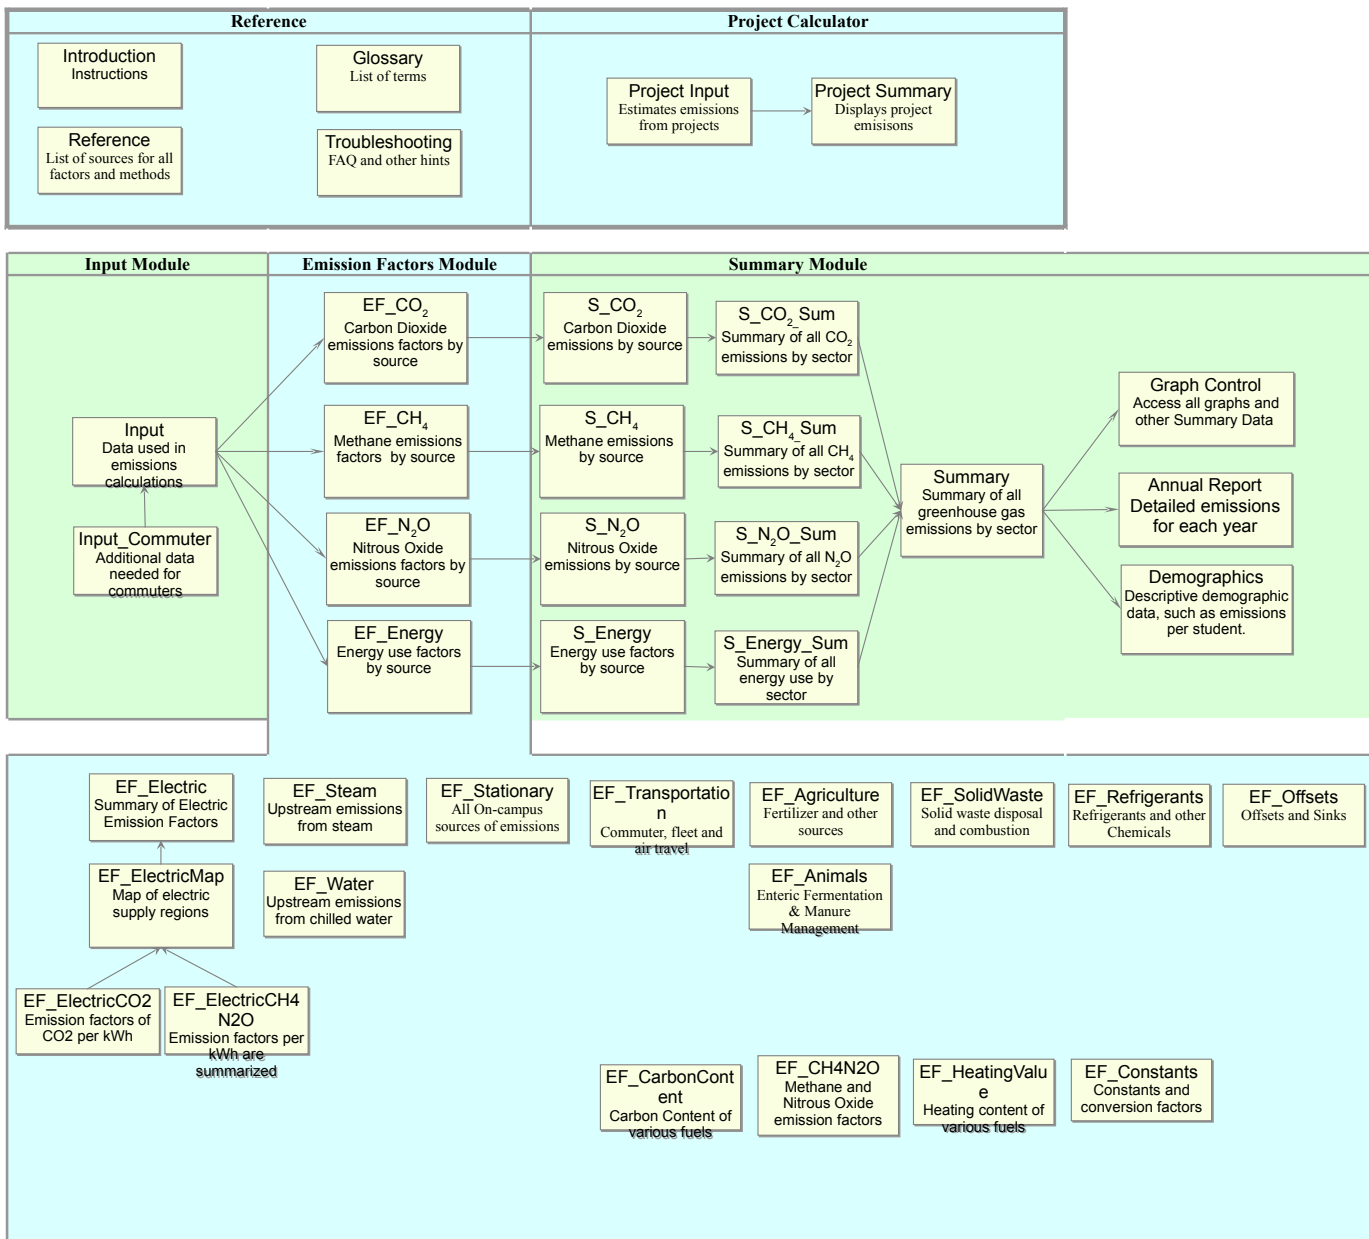 Reference
Project Calculator
Introduction
Instructions
Glossary
List of terms
Reference
List of sources for all
factors and methods
Troubleshooting
FAQ and other hints
Project Input
Estimates emissions
from projects
Project Summary
Displays project
emisisons
Input Module
Emission Factors Module
Summary Module
Input
Data used in
emissions
calculations
Input_Commuter
Additional data
needed for
commuters
EF_CO₂
Carbon Dioxide
emissions factors by
source
EF_CH₄
Methane emissions
factors by source
EF_N₂O
Nitrous Oxide
emissions factors by
source
EF_Energy
Energy use factors
by source
S_CO₂
Carbon Dioxide
emissions by source
S_CH₄
Methane emissions
by source
S_N₂O
Nitrous Oxide
emissions by source
S_Energy
Energy use factors
by source
S_CO₂_Sum
Summary of all CO₂
emissions by sector
S_CH₄_Sum
Summary of all CH₄
emissions by sector
S_N₂O_Sum
Summary of all N₂O
emissions by sector
S_Energy_Sum
Summary of all
energy use by
sector
Summary
Summary of all
greenhouse gas
emissions by sector
Graph Control
Access all graphs and
other Summary Data
Annual Report
Detailed emissions
for each year
Demographics
Descriptive demographic
data, such as emissions
per student.
EF_Electric
Summary of Electric
Emission Factors
EF_Steam
Upstream emissions
from steam
EF_Stationary
All On-campus
sources of emissions
EF_Transportatio
n
Commuter, fleet and
air travel
EF_Agriculture
Fertilizer and other
sources
EF_SolidWaste
Solid waste disposal
and combustion
EF_Refrigerants
Refrigerants and other
Chemicals
EF_Offsets
Offsets and Sinks
EF_ElectricMap
Map of electric
supply regions
EF_Water
Upstream emissions
from chilled water
EF_Animals
Enteric Fermentation
& Manure
Management
EF_ElectricCO2
Emission factors of
CO2 per kWh
EF_ElectricCH4
N2O
Emission factors per
kWh are
summarized
EF_CarbonCont
ent
Carbon Content of
various fuels
EF_CH4N2O
Methane and
Nitrous Oxide
emission factors
EF_HeatingValu
e
Heating content of
various fuels
EF_Constants
Constants and
conversion factors